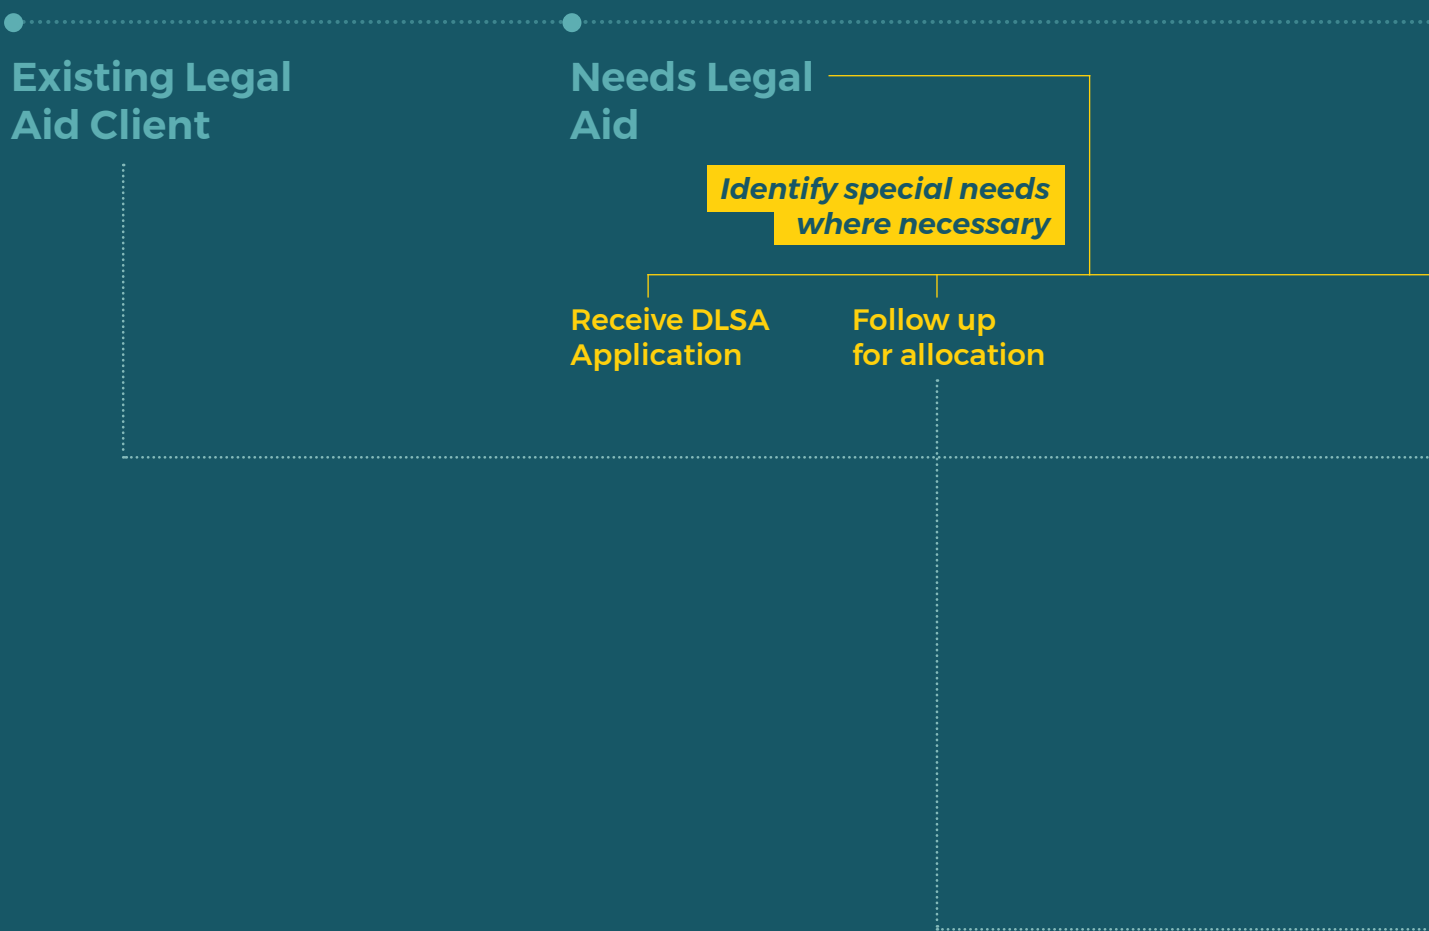 Existing Legal
Aid Client
Needs Legal
Aid
Identify special needs
where necessary
Receive DLSA
Application
Follow up
for allocation